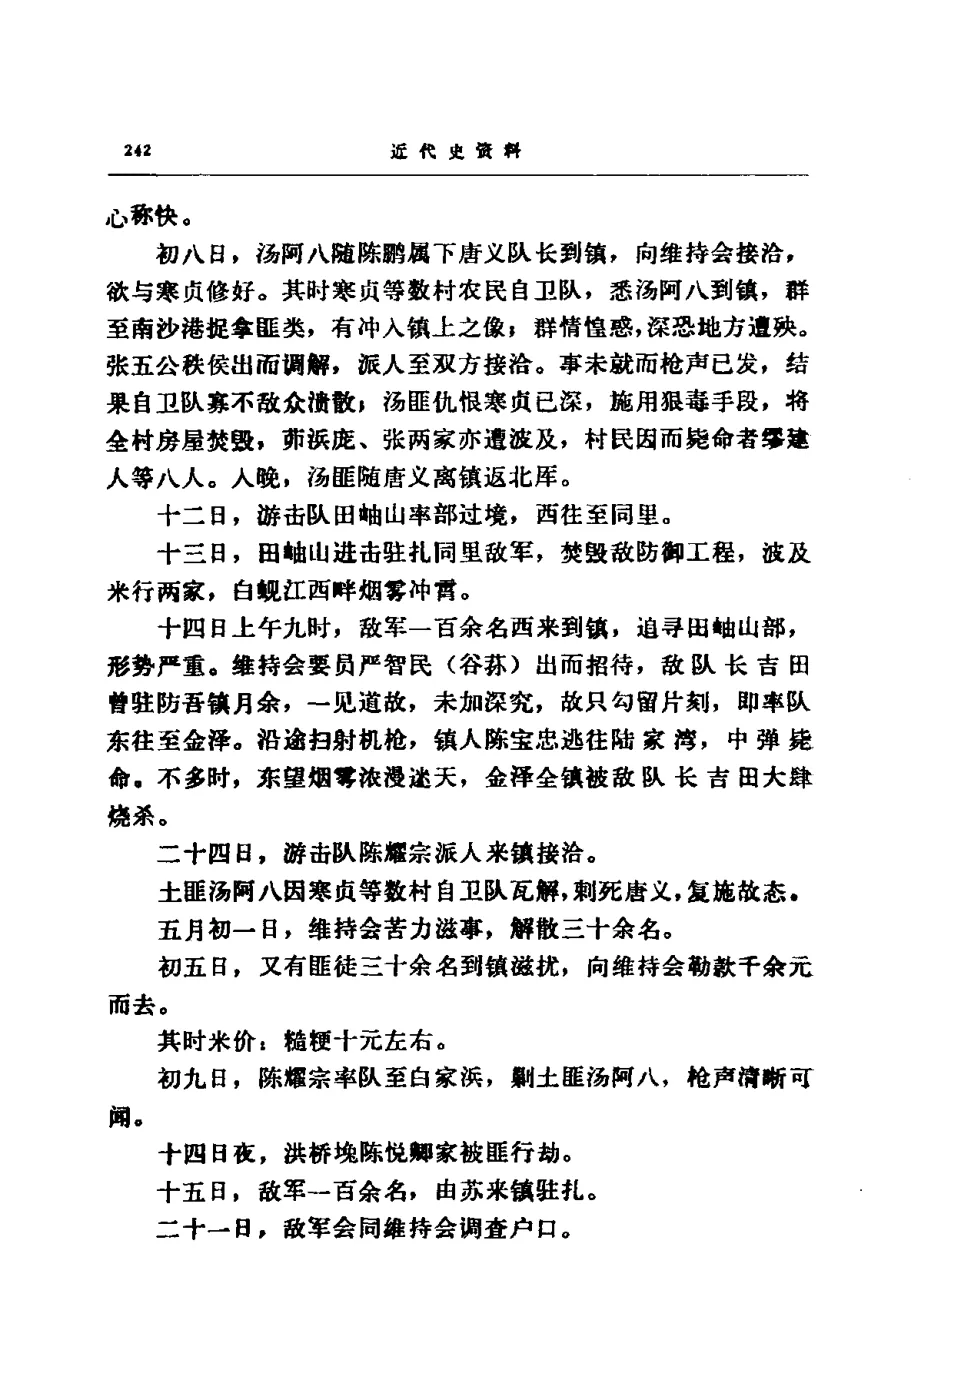 242 近代史资料
心称快。
初八日，汤阿八随陈鹏属下唐义队长到镇，向维持会接洽，
欲与寒贞修好。其时寒贞等数村农民自卫队，悉汤阿八到镇，群
至南沙港捉拿匪类，有冲入镇上之像；群情惶惑，深恐地方遭殃。
张五公秩侯出而调解，派人至双方接洽。事未就而枪声已发，结
果自卫队寡不敌众溃散；汤匪仇恨寒贞已深，施用狠毒手段，将
全村房屋焚毁，茆浜庞、张两家亦遭波及，村民因而毙命者缪建
人等八人。人晚，汤匪随唐义离镇返北厍。
十二日，游击队田岫山率部过境，西往至同里。
十三日，田岫山进击驻扎同里敌军，焚毁敌防御工程，波及
米行两家，白蚬江西畔烟雾冲霄。
十四日上午九时，敌军一百余名西来到镇，追寻田岫山部，
形势严重。维持会要员严智民（谷荪）出而招待，敌队长吉田
曾驻防吾镇月余，一见道故，未加深究，故只勾留片刻，即率队
东往至金泽。沿途扫射机枪，镇人陈宝忠逃往陆家湾，中弹毙
命。不多时，东望烟雾浓漫迷天，金泽全镇被敌队长吉田大肆
烧杀。
二十四日，游击队陈耀宗派人来镇接洽。
土匪汤阿八因寒贞等数村自卫队瓦解，刺死唐义，复施故态。
五月初一日，维持会苦力滋事，解散三十余名。
初五日，又有匪徒三十余名到镇滋扰，向维持会勒款千余元
而去。
其时米价：糙粳十元左右。
初九日，陈耀宗率队至白家浜，剿土匪汤阿八，枪声清晰可
闻。
十四日夜，洪桥堍陈悦卿家被匪行劫。
十五日，敌军一百余名，由苏来镇驻扎。
二十一日，敌军会同维持会调查户口。